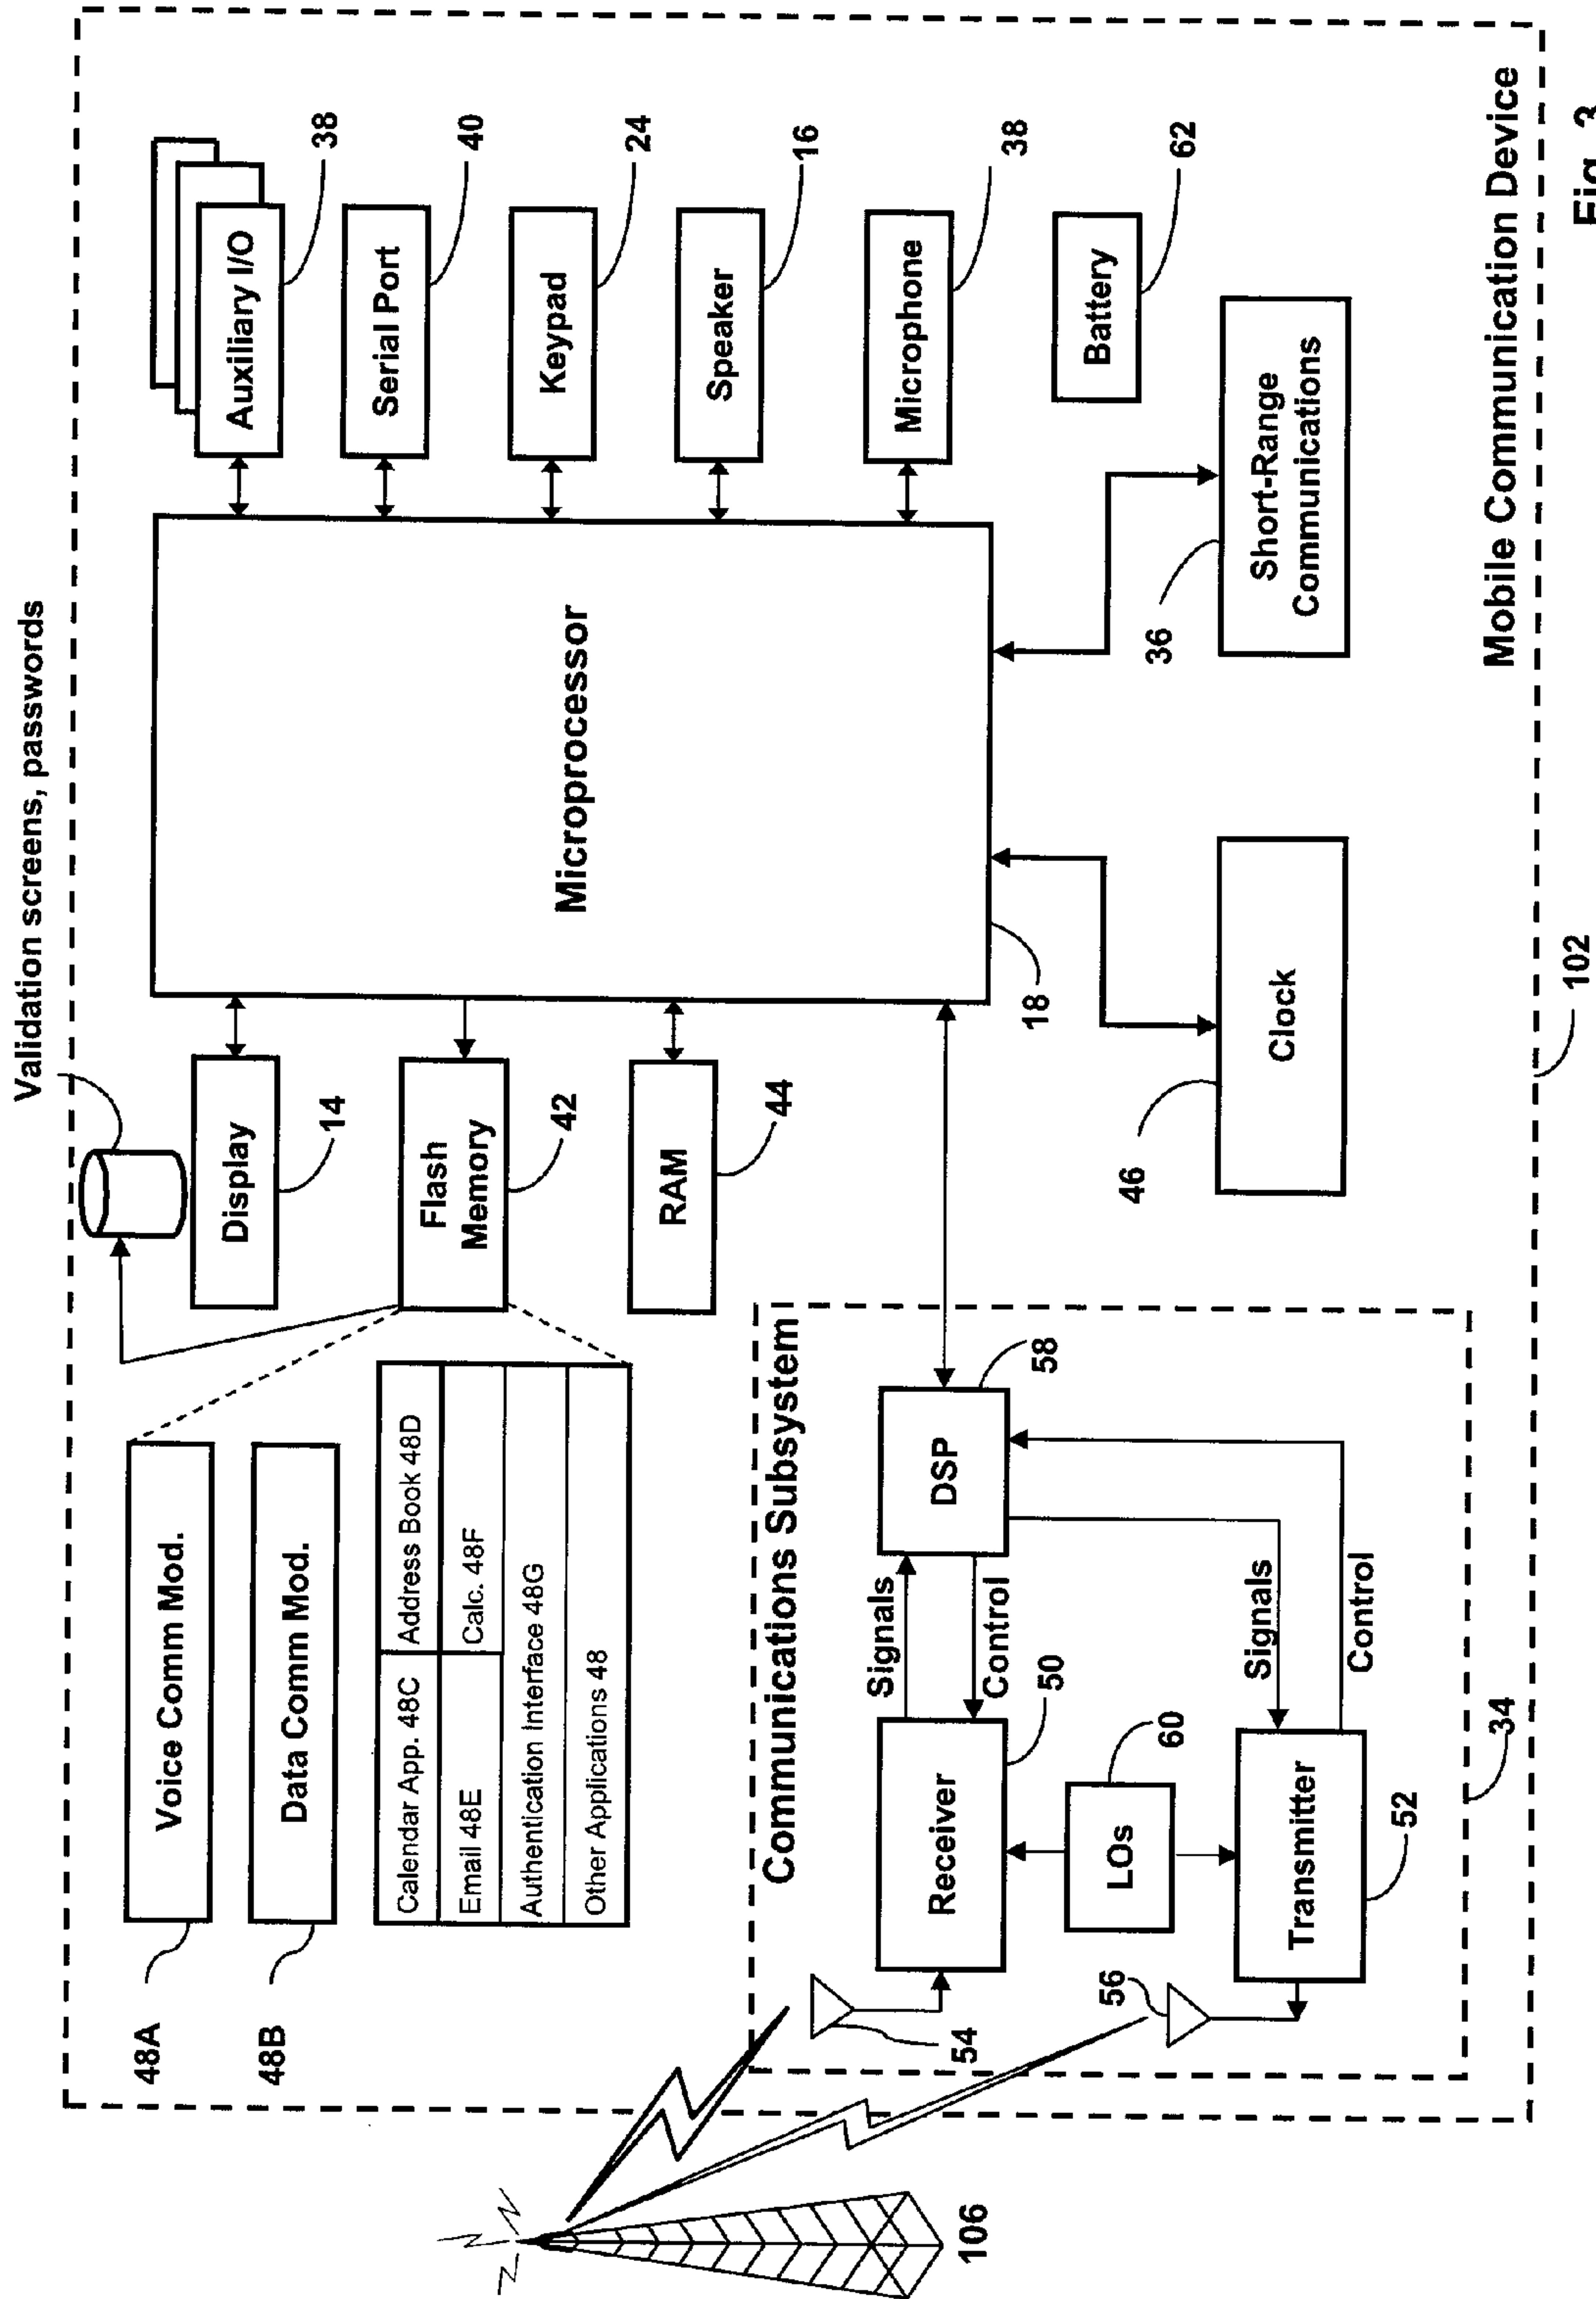 Validation screens, passwords
48A
Voice Comm Mod.
48B
Data Comm Mod.
Calendar App. 48C
Address Book 48D
Email 48E
Calc. 48F
Authentication Interface 48G
Other Applications 48
Display
14
Flash
Memory
42
RAM
44
Microprocessor
18
Auxiliary I/O
38
Serial Port
40
Keypad
24
Speaker
16
Microphone
38
Battery
62
Short-Range
Communications
36
Clock
46
Communications Subsystem
DSP
58
Signals
Control
Receiver
50
LOs
60
Signals
Control
Transmitter
52
54
56
34
106
Mobile Communication Device
102
Fig. 3